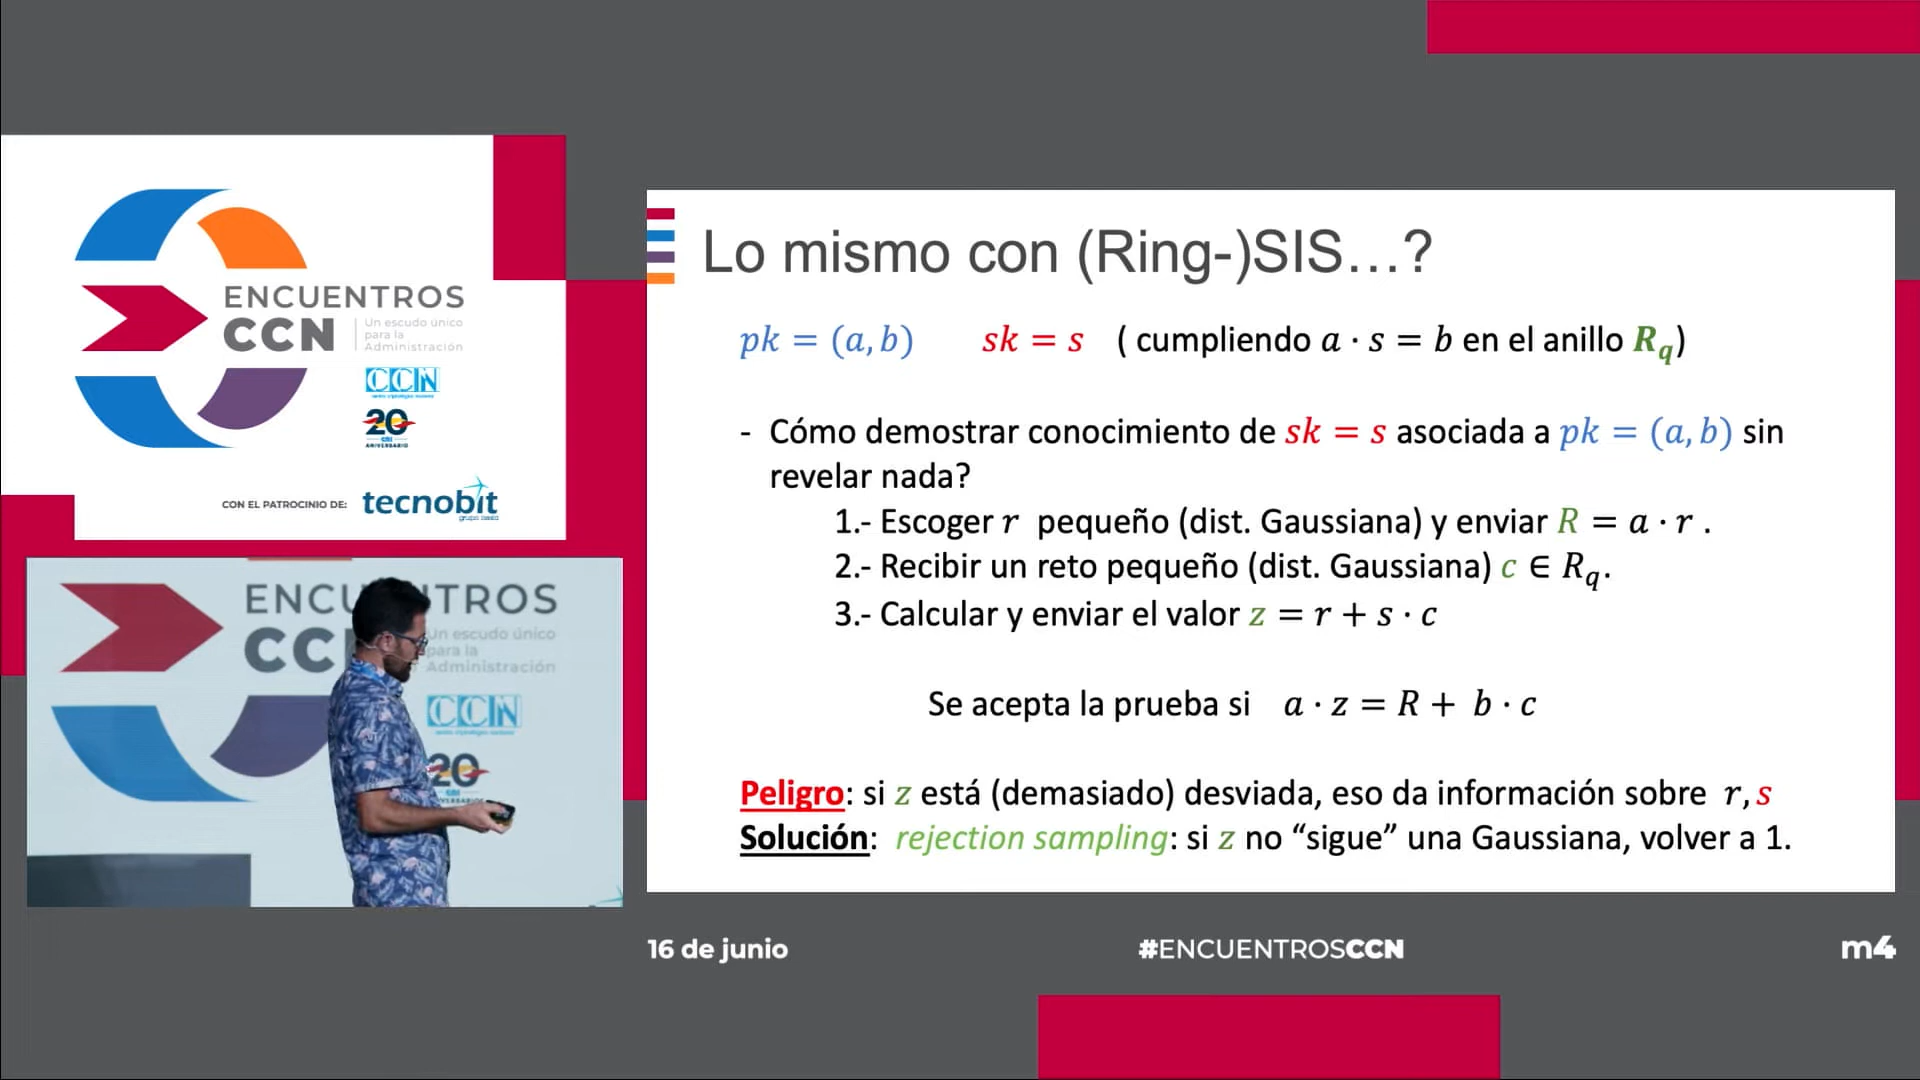 ENCUENTROS
CCN
Un escudo único
para la
Administración
CCN
20
ANIVERSARIO
CON EL PATROCINIO DE:
tecnobit
grupo oesía
ENCU TROS
CC
Un escudo único
para la
Administración
CCN
20
Lo mismo con (Ring-)SIS…?
pk = (a, b) sk = s ( cumpliendo a · s = b en el anillo R_q)
- Cómo demostrar conocimiento de sk = s asociada a pk = (a, b) sin
revelar nada?
1.- Escoger r pequeño (dist. Gaussiana) y enviar R = a · r .
2.- Recibir un reto pequeño (dist. Gaussiana) c ∈ R_q.
3.- Calcular y enviar el valor z = r + s · c
Se acepta la prueba si a · z = R + b · c
Peligro: si z está (demasiado) desviada, eso da información sobre r, s
Solución: rejection sampling: si z no “sigue” una Gaussiana, volver a 1.
16 de junio
#ENCUENTROSCCN
m4